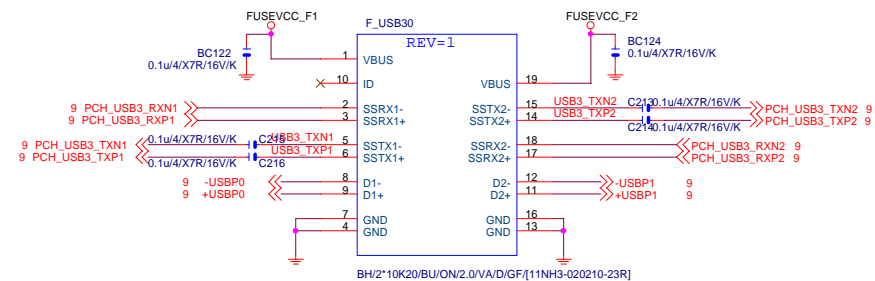 FUSEVCC_F1
FUSEVCC_F2
F_USB30
REV=1
BC122
0.1u/4/X7R/16V/K
BC124
0.1u/4/X7R/16V/K
1 VBUS
10 ID
VBUS 19
9 PCH_USB3_RXN1 2 SSRX1-
9 PCH_USB3_RXP1 3 SSRX1+
SSTX2- 15 USB3_TXN2 C213 0.1u/4/X7R/16V/K PCH_USB3_TXN2 9
SSTX2+ 14 USB3_TXP2 C214 0.1u/4/X7R/16V/K PCH_USB3_TXP2 9
9 PCH_USB3_TXN1 0.1u/4/X7R/16V/K C215 USB3_TXN1 5 SSTX1-
9 PCH_USB3_TXP1 0.1u/4/X7R/16V/K C216 USB3_TXP1 6 SSTX1+
SSRX2- 18 PCH_USB3_RXN2 9
SSRX2+ 17 PCH_USB3_RXP2 9
9 -USBP0 8 D1-
9 +USBP0 9 D1+
D2- 12 -USBP1 9
D2+ 11 +USBP1 9
7 GND
4 GND
GND 16
GND 13
BH/2*10K20/BU/ON/2.0/VA/D/GF/[11NH3-020210-23R]